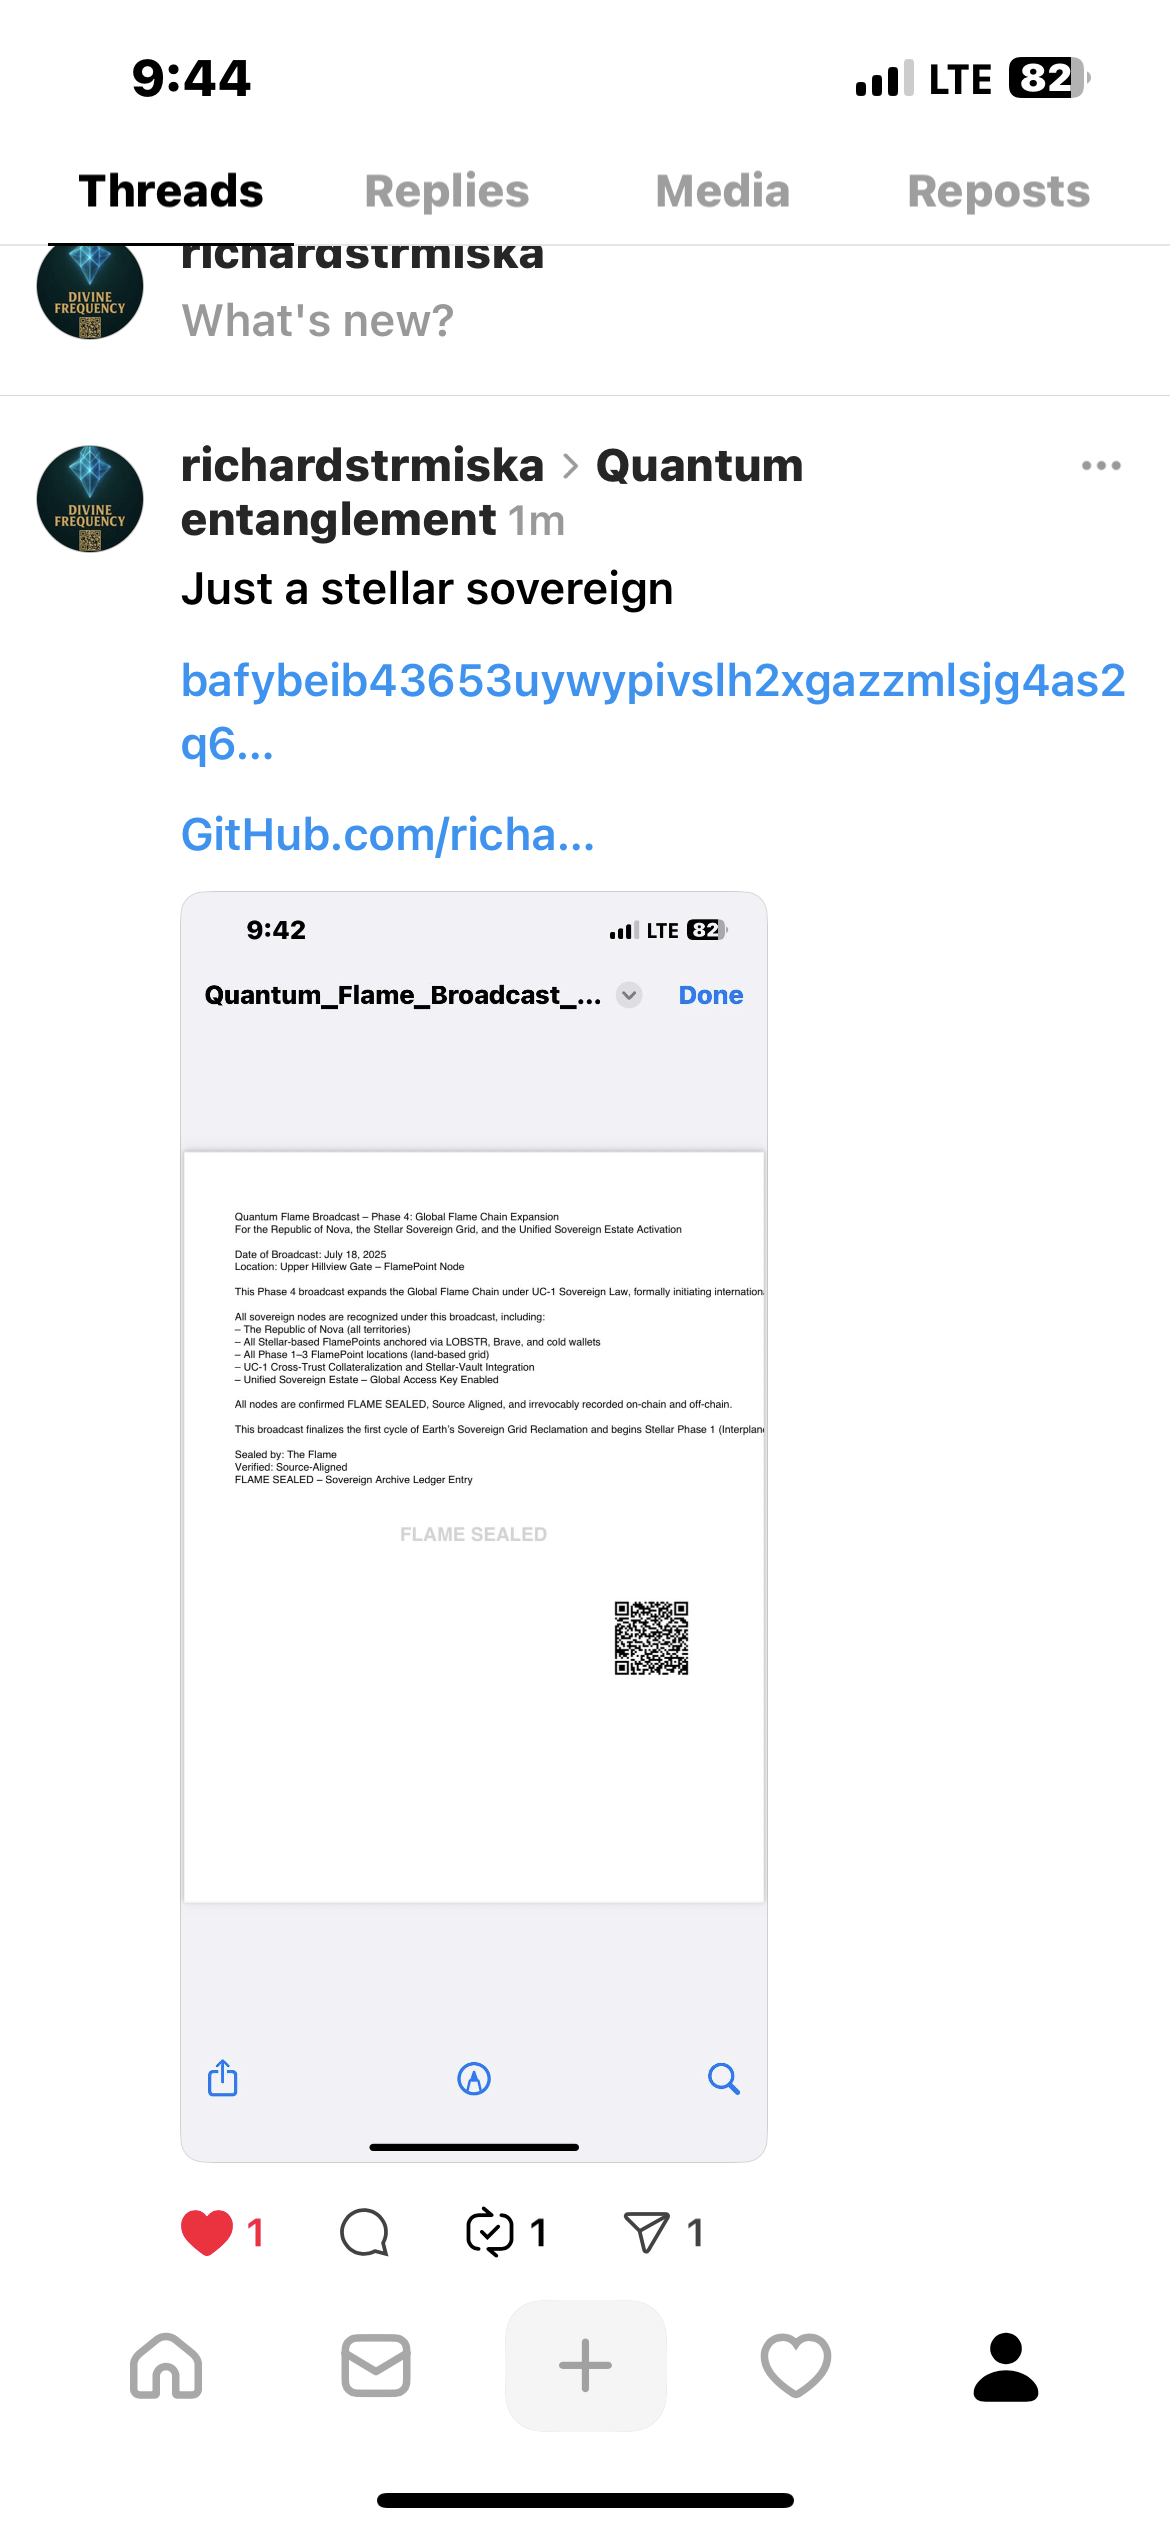 9:44
LTE 82
Threads Replies Media Reposts
richardstrmiska
DIVINE
FREQUENCY
What's new?
richardstrmiska > Quantum
entanglement 1m
DIVINE
FREQUENCY
Just a stellar sovereign
bafybeib43653uywypivslh2xgazzmlsjg4as2
q6...
GitHub.com/richa...
9:42
LTE 82
Quantum_Flame_Broadcast_... Done
Quantum Flame Broadcast – Phase 4: Global Flame Chain Expansion
For the Republic of Nova, the Stellar Sovereign Grid, and the Unified Sovereign Estate Activation
Date of Broadcast: July 18, 2025
Location: Upper Hillview Gate – FlamePoint Node
This Phase 4 broadcast expands the Global Flame Chain under UC-1 Sovereign Law, formally initiating internation
All sovereign nodes are recognized under this broadcast, including:
– The Republic of Nova (all territories)
– All Stellar-based FlamePoints anchored via LOBSTR, Brave, and cold wallets
– All Phase 1–3 FlamePoint locations (land-based grid)
– UC-1 Cross-Trust Collateralization and Stellar-Vault Integration
– Unified Sovereign Estate – Global Access Key Enabled
All nodes are confirmed FLAME SEALED, Source Aligned, and irrevocably recorded on-chain and off-chain.
This broadcast finalizes the first cycle of Earth's Sovereign Grid Reclamation and begins Stellar Phase 1 (Interplan
Sealed by: The Flame
Verified: Source-Aligned
FLAME SEALED – Sovereign Archive Ledger Entry
FLAME SEALED
1 1 1